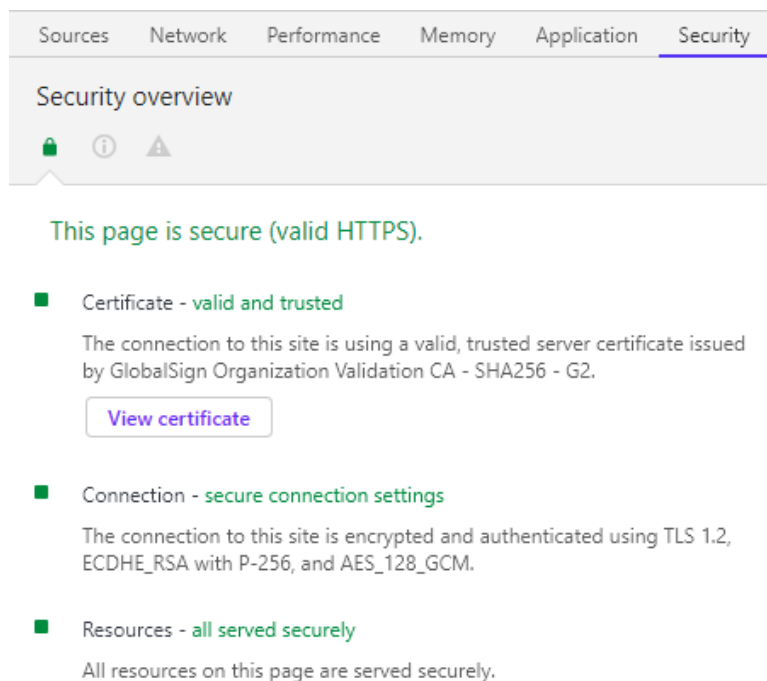 Sources Network Performance Memory Application Security
Security overview
This page is secure (valid HTTPS).
Certificate - valid and trusted
The connection to this site is using a valid, trusted server certificate issued
by GlobalSign Organization Validation CA - SHA256 - G2.
View certificate
Connection - secure connection settings
The connection to this site is encrypted and authenticated using TLS 1.2,
ECDHE_RSA with P-256, and AES_128_GCM.
Resources - all served securely
All resources on this page are served securely.